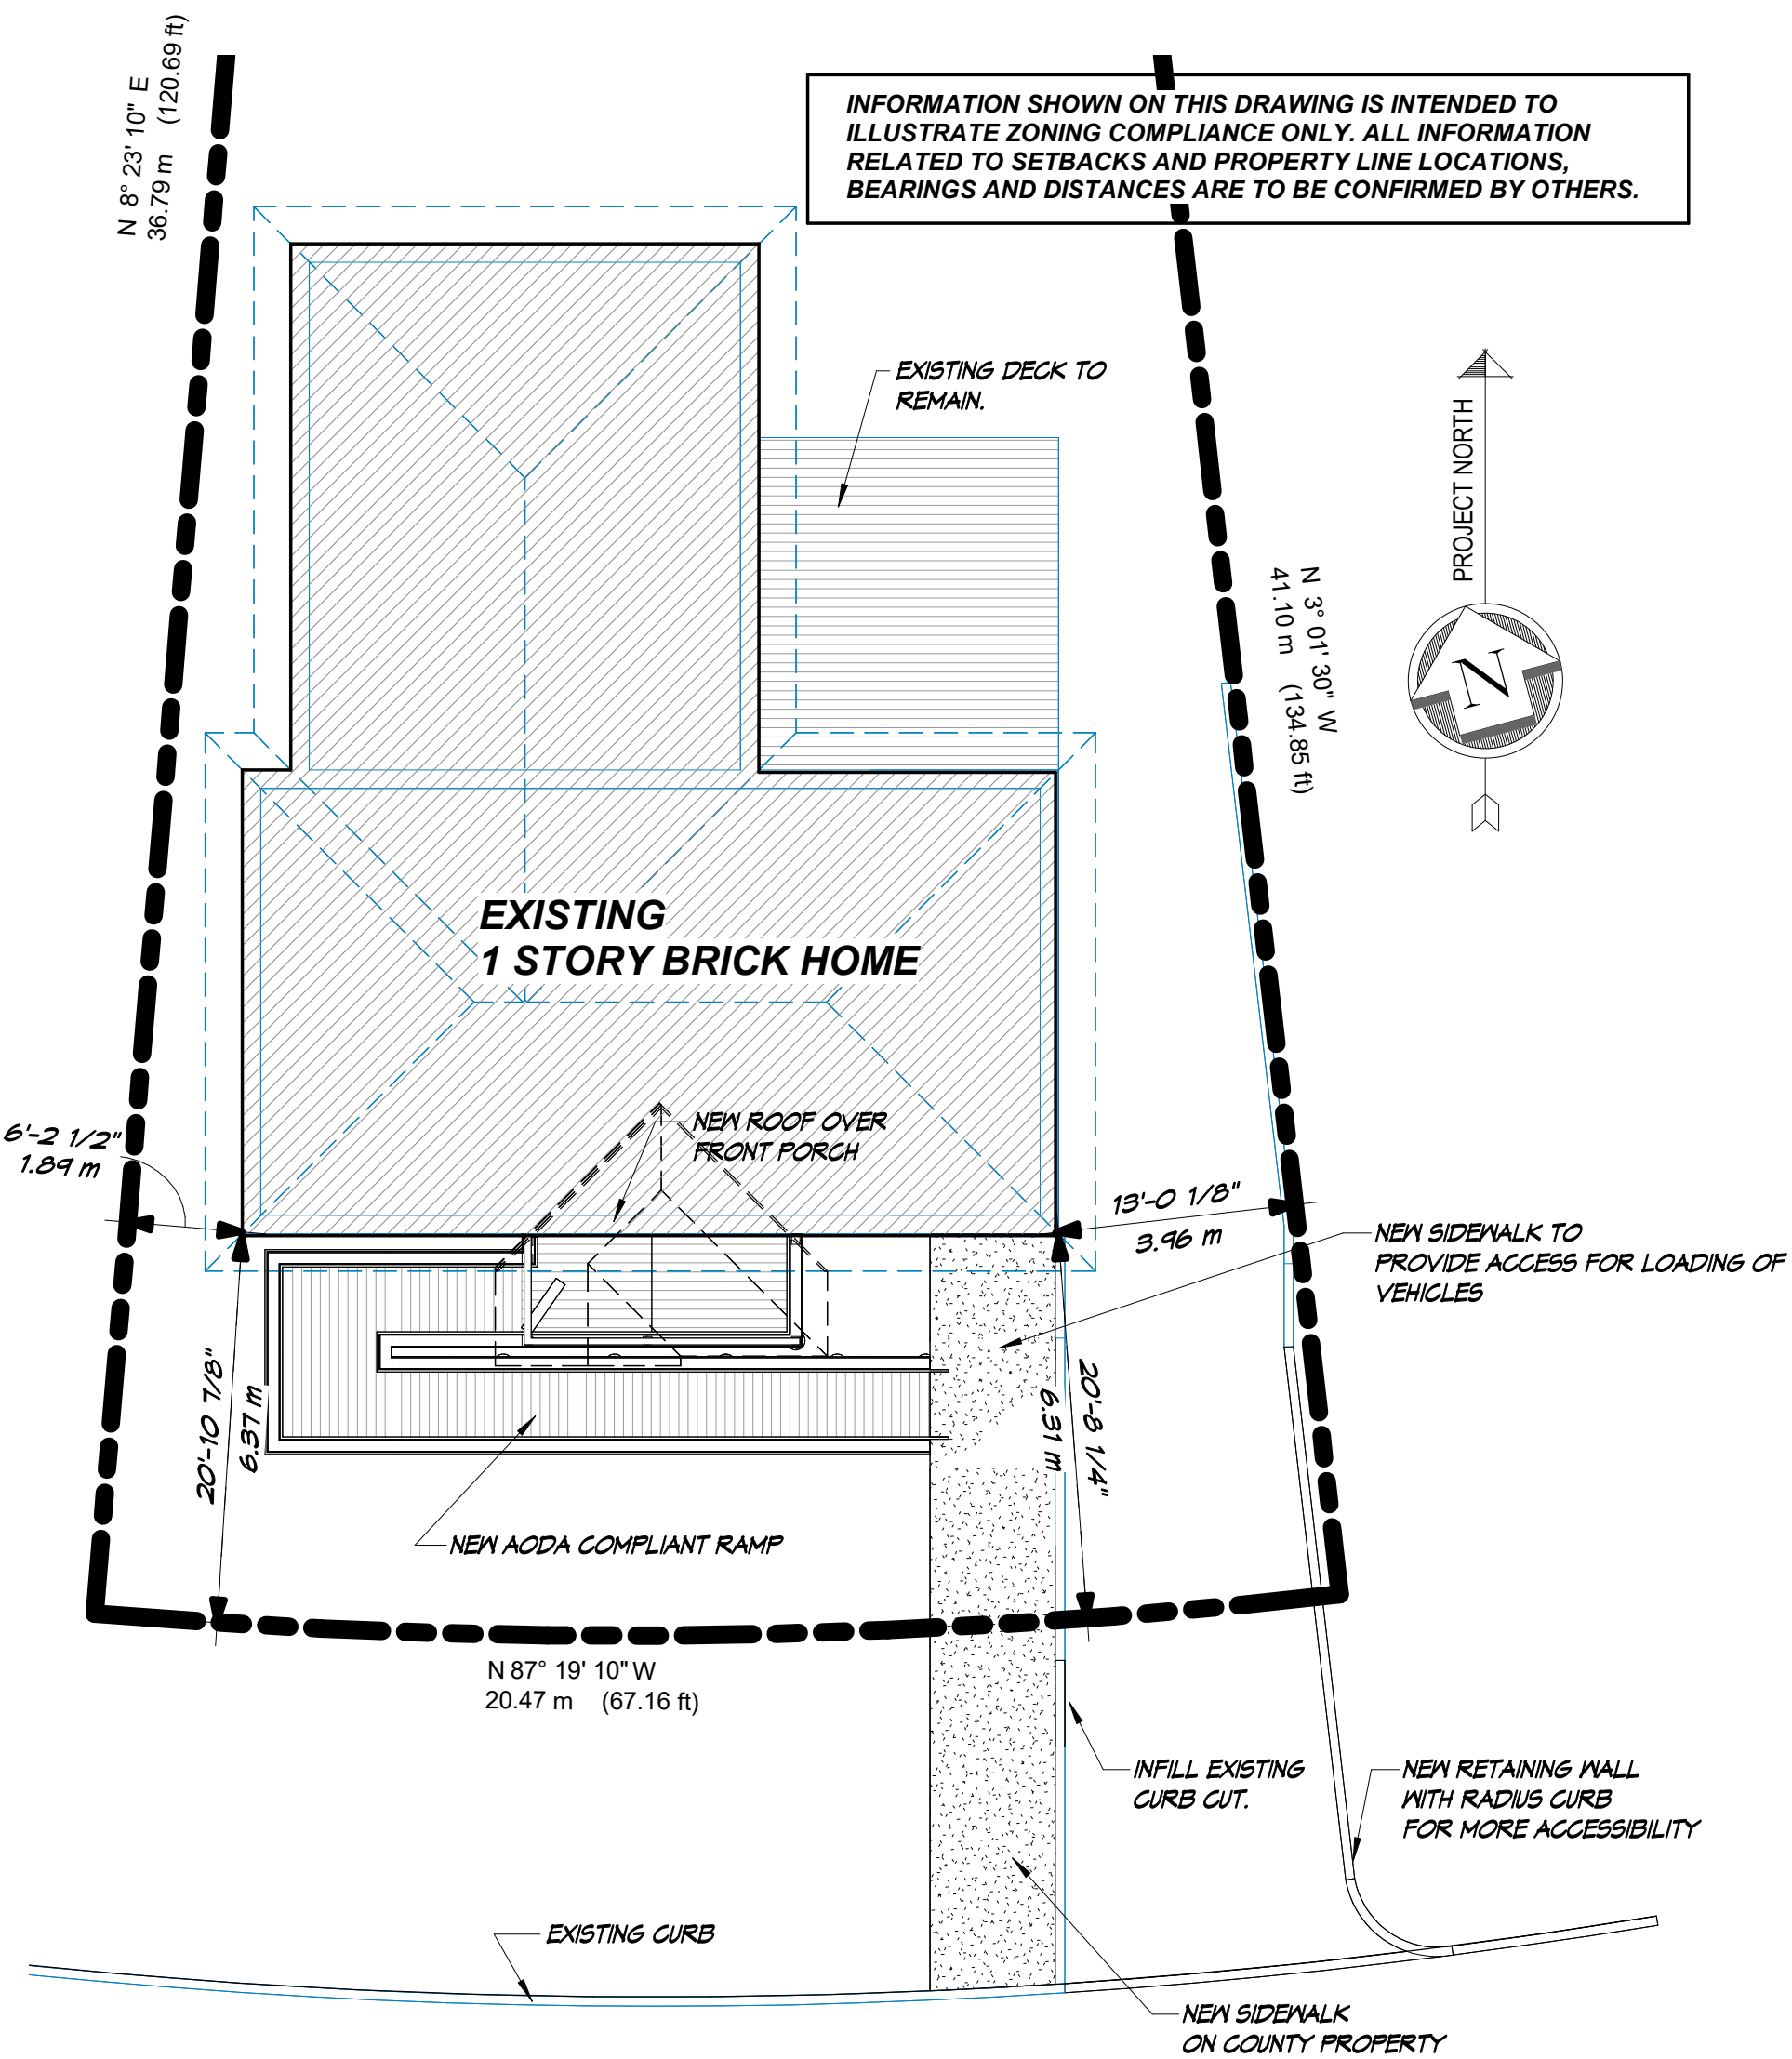 N 8° 23' 10" E
36.79 m (120.69 ft)
INFORMATION SHOWN ON THIS DRAWING IS INTENDED TO
ILLUSTRATE ZONING COMPLIANCE ONLY. ALL INFORMATION
RELATED TO SETBACKS AND PROPERTY LINE LOCATIONS,
BEARINGS AND DISTANCES ARE TO BE CONFIRMED BY OTHERS.
EXISTING DECK TO
REMAIN.
PROJECT NORTH
N
N 3° 01' 30" W
41.10 m (134.85 ft)
EXISTING
1 STORY BRICK HOME
6'-2 1/2"
1.89 m
NEW ROOF OVER
FRONT PORCH
13'-0 1/8"
3.96 m
NEW SIDEWALK TO
PROVIDE ACCESS FOR LOADING OF
VEHICLES
20'-10 7/8"
6.37 m
20'-8 1/4"
6.31 m
NEW AODA COMPLIANT RAMP
N 87° 19' 10" W
20.47 m (67.16 ft)
INFILL EXISTING
CURB CUT.
NEW RETAINING WALL
WITH RADIUS CURB
FOR MORE ACCESSIBILITY
EXISTING CURB
NEW SIDEWALK
ON COUNTY PROPERTY